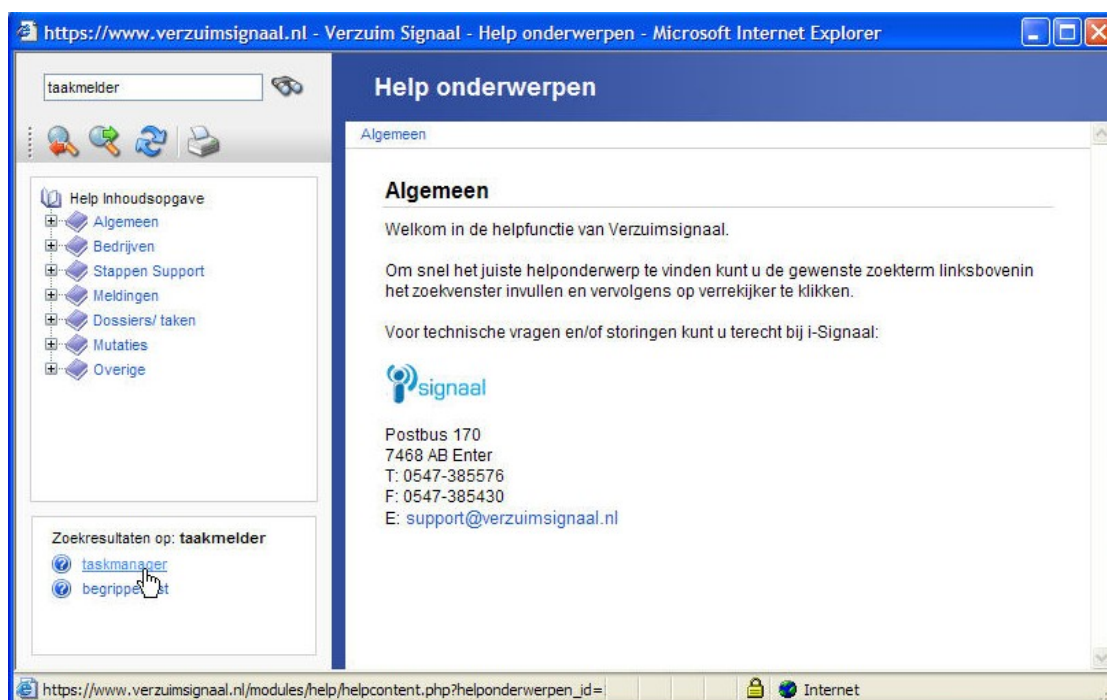 https://www.verzuimsignaal.nl - Verzuim Signaal - Help onderwerpen - Microsoft Internet Explorer
taakmelder
Help Inhoudsopgave
Algemeen
Bedrijven
Stappen Support
Meldingen
Dossiers/ taken
Mutaties
Overige
Zoekresultaten op: taakmelder
taskmanager
Help onderwerpen
Algemeen
Algemeen
Welkom in de helpfunctie van Verzuimsignaal.
Om snel het juiste helponderwerp te vinden kunt u de gewenste zoekterm linksbovenin
het zoekvenster invullen en vervolgens op verrekijker te klikken.
Voor technische vragen en/of storingen kunt u terecht bij i-Signaal:
signaal
Postbus 170
7468 AB Enter
T: 0547-385576
F: 0547-385430
E: support@verzuimsignaal.nl
https://www.verzuimsignaal.nl/modules/help/helpcontent.php?helponderwerpen_id=
Internet